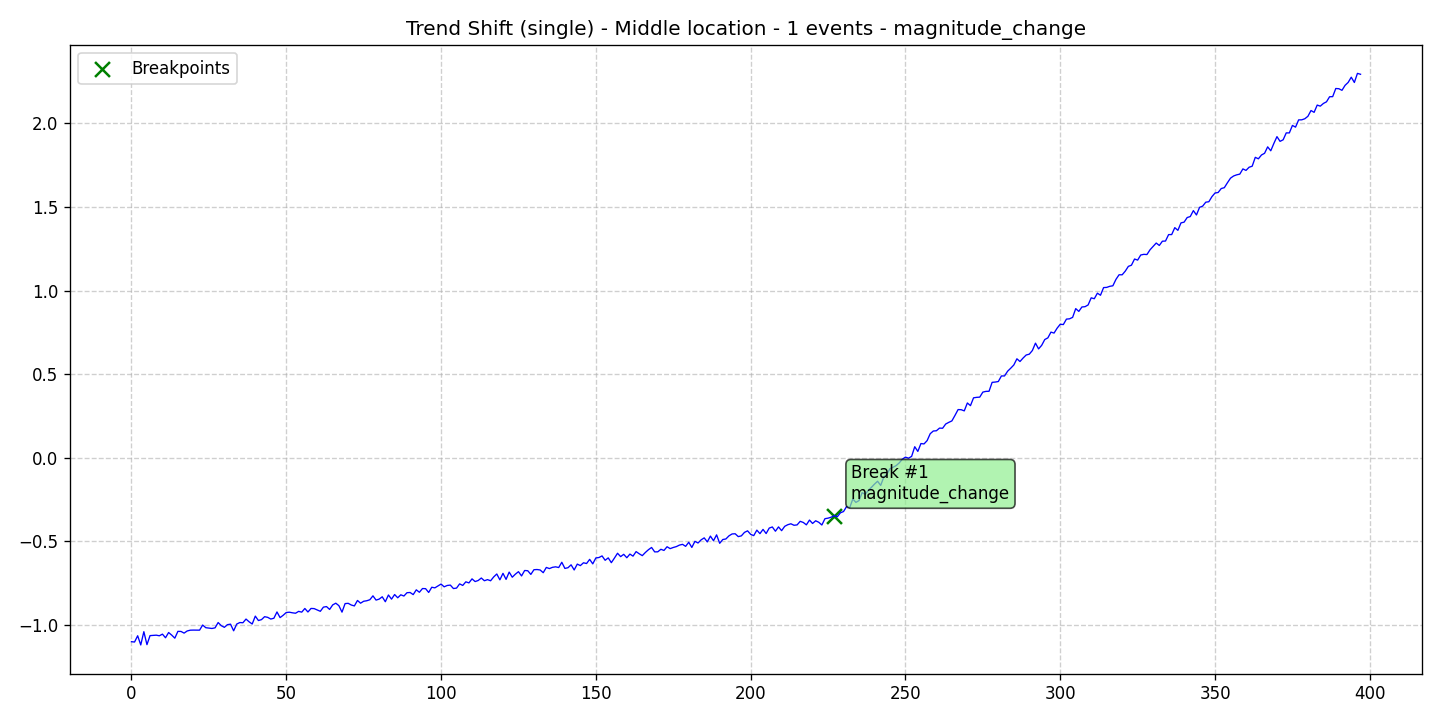 Trend Shift (single) - Middle location - 1 events - magnitude_change
Breakpoints
2.0
1.5
1.0
0.5
0.0
−0.5
−1.0
Break #1
magnitude_change
0 50 100 150 200 250 300 350 400